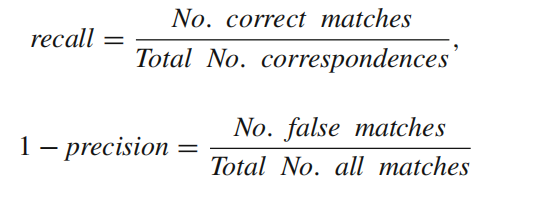 recall = No. correct matches / Total No. correspondences,
1 − precision = No. false matches / Total No. all matches